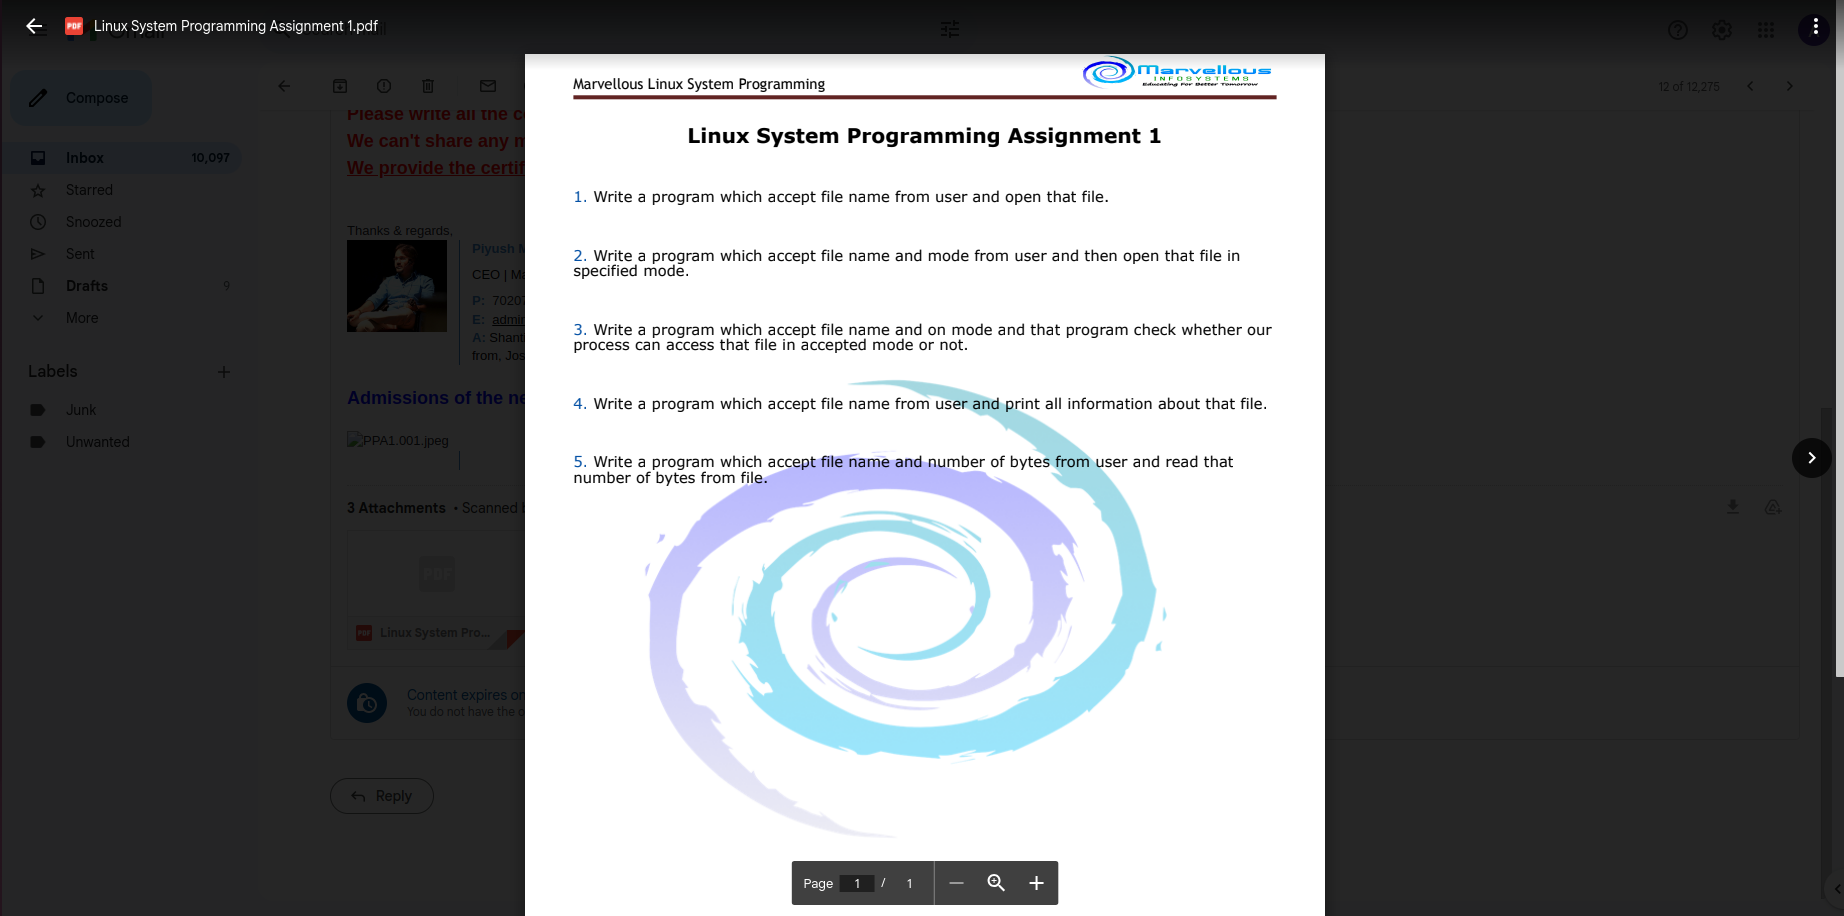 Linux System Programming Assignment 1.pdf
Compose
12 of 12,275
Inbox 10,097
Starred
Snoozed
Sent
Drafts 9
More
Labels
Junk
Unwanted
Please write all the c
We can't share any m
We provide the certif
Thanks & regards,
Piyush M
CEO | Ma
P: 70207
E: admin
A: Shant
from, Jos
Admissions of the ne
PPA1.001.jpeg
3 Attachments • Scanned b
PDF
Linux System Pro...
Content expires on
You do not have the o
Reply
Marvellous Linux System Programming
Marvellous
INFOSYSTEMS
Educating For Better Tomorrow
Linux System Programming Assignment 1
1. Write a program which accept file name from user and open that file.
2. Write a program which accept file name and mode from user and then open that file in
specified mode.
3. Write a program which accept file name and on mode and that program check whether our
process can access that file in accepted mode or not.
4. Write a program which accept file name from user and print all information about that file.
5. Write a program which accept file name and number of bytes from user and read that
number of bytes from file.
Page 1 / 1